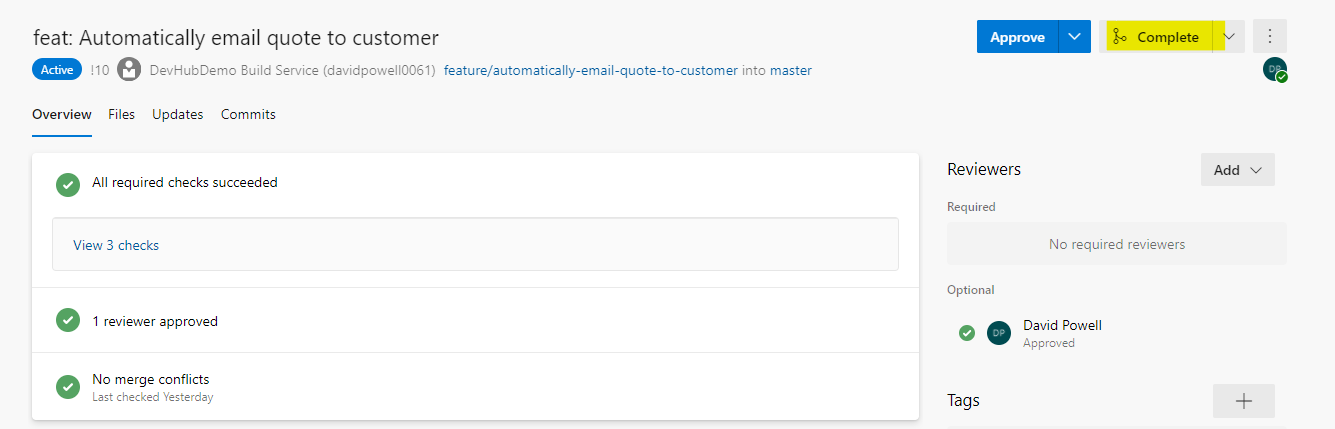 feat: Automatically email quote to customer
Approve
Complete
Active !10 DevHubDemo Build Service (davidpowell0061) feature/automatically-email-quote-to-customer into master
DP
Overview Files Updates Commits
All required checks succeeded
View 3 checks
1 reviewer approved
No merge conflicts
Last checked Yesterday
Reviewers
Add
Required
No required reviewers
Optional
DP
David Powell
Approved
Tags